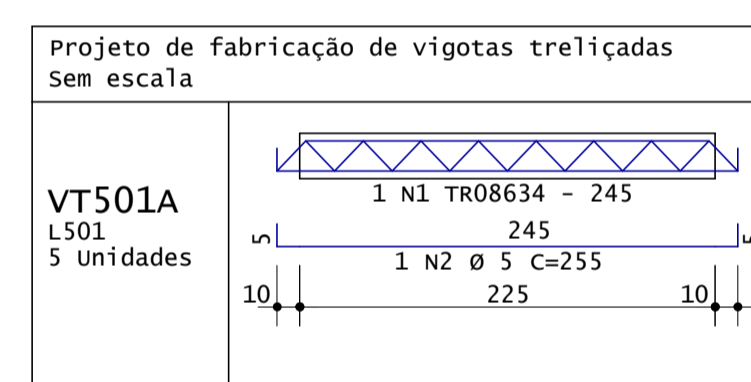 Projeto de fabricação de vigotas treliçadas
Sem escala
VT501A
L501
5 Unidades
1 N1 TR08634 - 245
5 245
1 N2 Ø 5 C=255
10 225 10